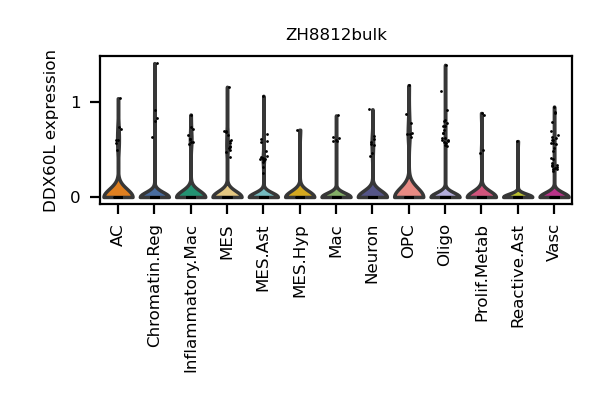 ZH8812bulk
DDX60L expression
1
0
AC
Chromatin.Reg
Inflammatory.Mac
MES
MES.Ast
MES.Hyp
Mac
Neuron
OPC
Oligo
Prolif.Metab
Reactive.Ast
Vasc